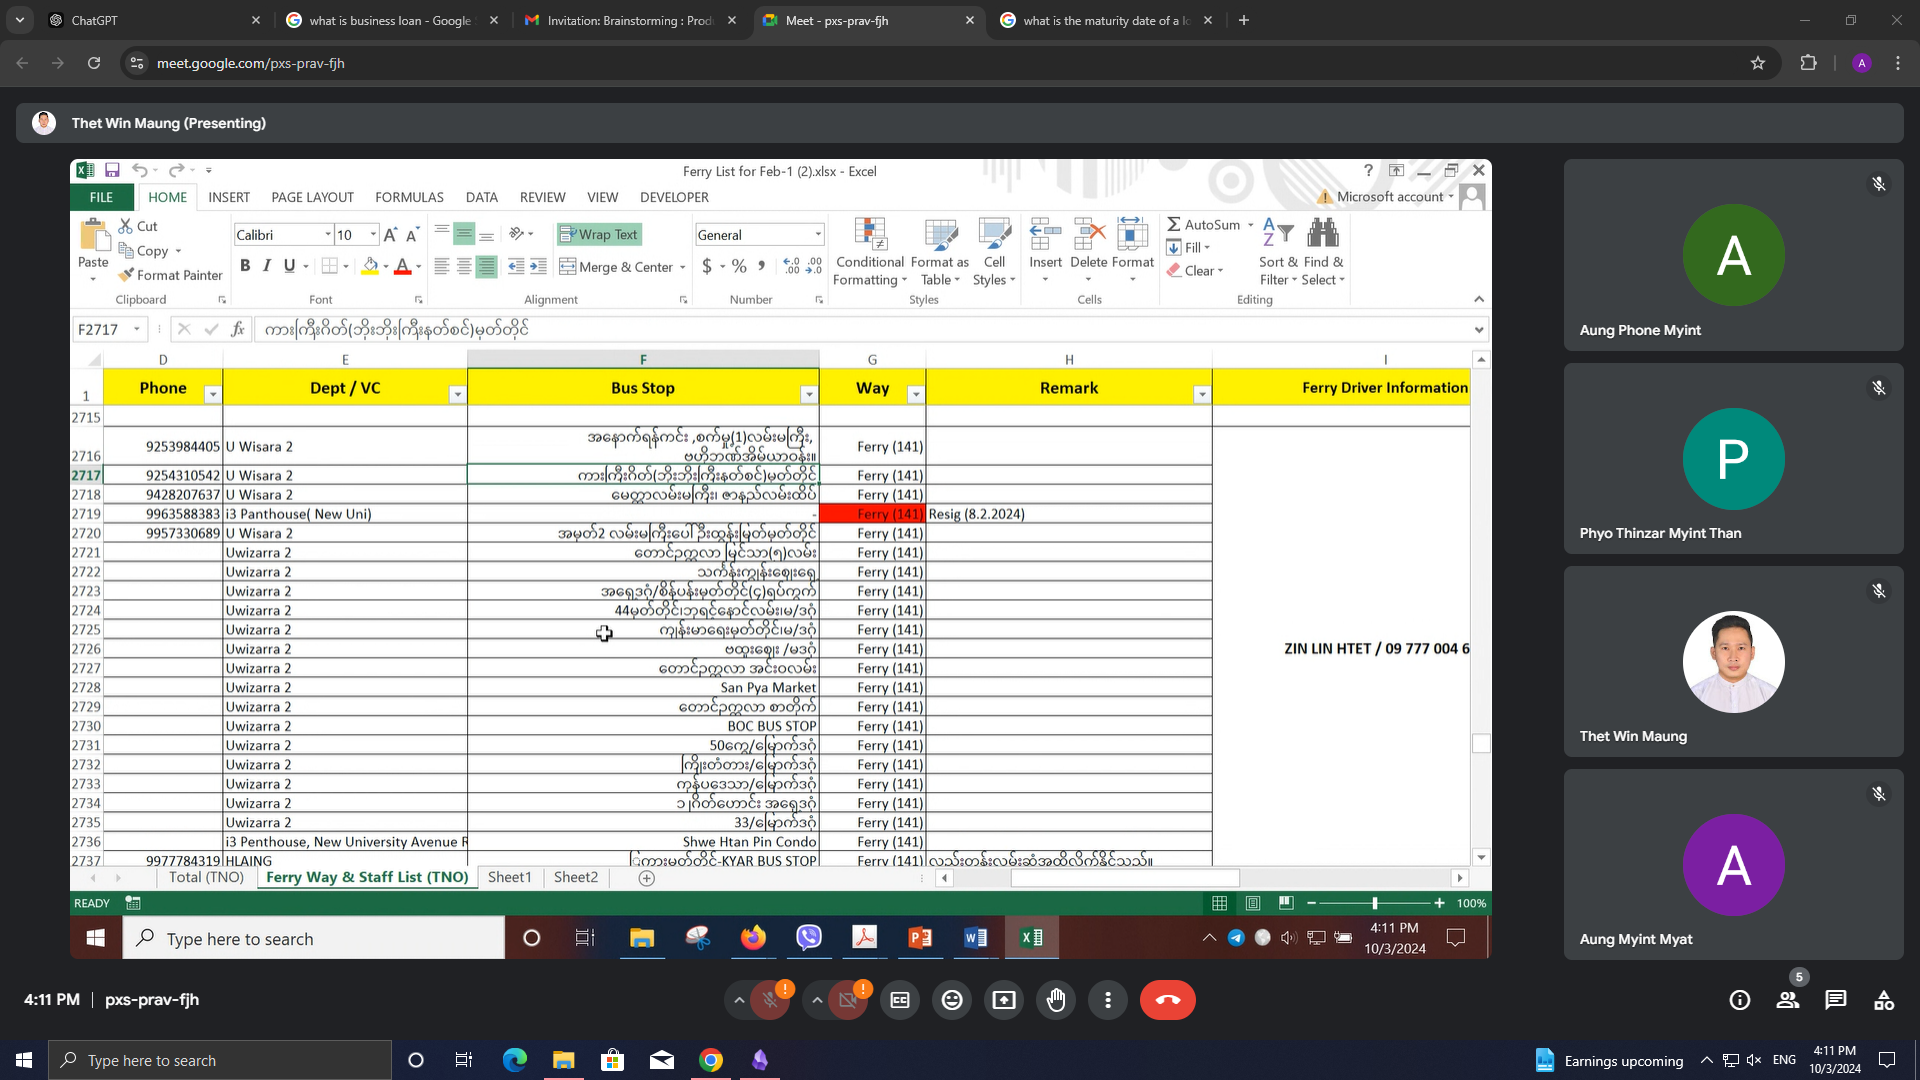 ChatGPT
what is business loan - Google S
Invitation: Brainstorming : Produ
Meet - pxs-prav-fjh
what is the maturity date of a lo
meet.google.com/pxs-prav-fjh
A
Thet Win Maung (Presenting)
Ferry List for Feb-1 (2).xlsx - Excel
FILE HOME INSERT PAGE LAYOUT FORMULAS DATA REVIEW VIEW DEVELOPER
Microsoft account
Paste Cut Copy Format Painter
Calibri 10
B I U
Wrap Text
Merge & Center
General
$ %
Conditional Formatting
Format as Table
Cell Styles
Insert Delete Format
AutoSum Fill Clear
Sort & Filter
Find & Select
Clipboard Font Alignment Number Styles Cells Editing
F2717 fx ကားကြီးဂိတ်(ဘိုးဘိုးကြီးနတ်စင်)မှတ်တိုင်
D E F G H I
1 Phone Dept / VC Bus Stop Way Remark Ferry Driver Information
2715
2716 9253984405 U Wisara 2 အနောက်ရန်ကင်း ,စက်မှု့(1)လမ်းမကြီး, ဗဟိုဘဏ်အိမ်ယာဝန်း။ Ferry (141)
2717 9254310542 U Wisara 2 ကားကြီးဂိတ်(ဘိုးဘိုးကြီးနတ်စင်)မှတ်တိုင် Ferry (141)
2718 9428207637 U Wisara 2 မေတ္တာလမ်းမကြီး၊ ဇာနည်လမ်းထိပ် Ferry (141)
2719 9963588383 i3 Panthouse( New Uni) - Ferry (141) Resig (8.2.2024)
2720 9957330689 U Wisara 2 အမှတ်2 လမ်းမကြီးပေါ် ဦးထွန်းမြတ်မှတ်တိုင် Ferry (141)
2721 Uwizarra 2 တောင်ဥက္ကလာ မြင်သာ(၅)လမ်း Ferry (141)
2722 Uwizarra 2 သင်္ကန်းကျွန်းဈေးရှေ့ Ferry (141)
2723 Uwizarra 2 အရှေ့ဒဂုံ/စိန်ပန်းမှတ်တိုင်(၄)ရပ်ကွက် Ferry (141)
2724 Uwizarra 2 44မှတ်တိုင်၊ဘုရင့်နောင်လမ်း၊မ/ဒဂုံ Ferry (141)
2725 Uwizarra 2 ကျန်းမာရေးမှတ်တိုင်၊မ/ဒဂုံ Ferry (141)
2726 Uwizarra 2 ဗထူးဈေး /မဒဂုံ Ferry (141) ZIN LIN HTET / 09 777 004 6
2727 Uwizarra 2 တောင်ဥက္ကလာ အင်းဝလမ်း Ferry (141)
2728 Uwizarra 2 San Pya Market Ferry (141)
2729 Uwizarra 2 တောင်ဥက္ကလာ စာတိုက် Ferry (141)
2730 Uwizarra 2 BOC BUS STOP Ferry (141)
2731 Uwizarra 2 50ကွေ့/မြောက်ဒဂုံ Ferry (141)
2732 Uwizarra 2 ကြိုးတံတား/မြောက်ဒဂုံ Ferry (141)
2733 Uwizarra 2 ကုန်ပဒေသာ/မြောက်ဒဂုံ Ferry (141)
2734 Uwizarra 2 ၁၂ဂိတ်ဟောင်း အရှေ့ဒဂုံ Ferry (141)
2735 Uwizarra 2 33/မြောက်ဒဂုံ Ferry (141)
2736 i3 Penthouse, New University Avenue R Shwe Htan Pin Condo Ferry (141)
2737 9977784319 HLAING ကြားမှတ်တိုင်-KYAR BUS STOP Ferry (141) လည်းတန်းလမ်းဆုံအထိလိုက်နိုင်သည်။
Total (TNO) Ferry Way & Staff List (TNO) Sheet1 Sheet2
READY 100%
Type here to search
4:11 PM
10/3/2024
A
Aung Phone Myint
P
Phyo Thinzar Myint Than
Thet Win Maung
A
Aung Myint Myat
4:11 PM pxs-prav-fjh
5
Type here to search
Earnings upcoming
ENG
4:11 PM
10/3/2024